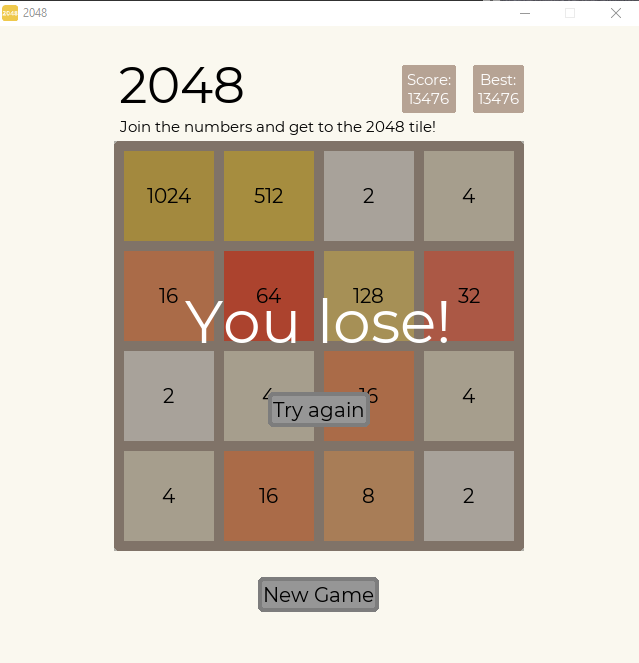 2048 2048
2048
Score:
13476
Best:
13476
Join the numbers and get to the 2048 tile!
1024 512 2 4
16 64 128 32
You lose!
2 4 16 4
Try again
4 16 8 2
New Game